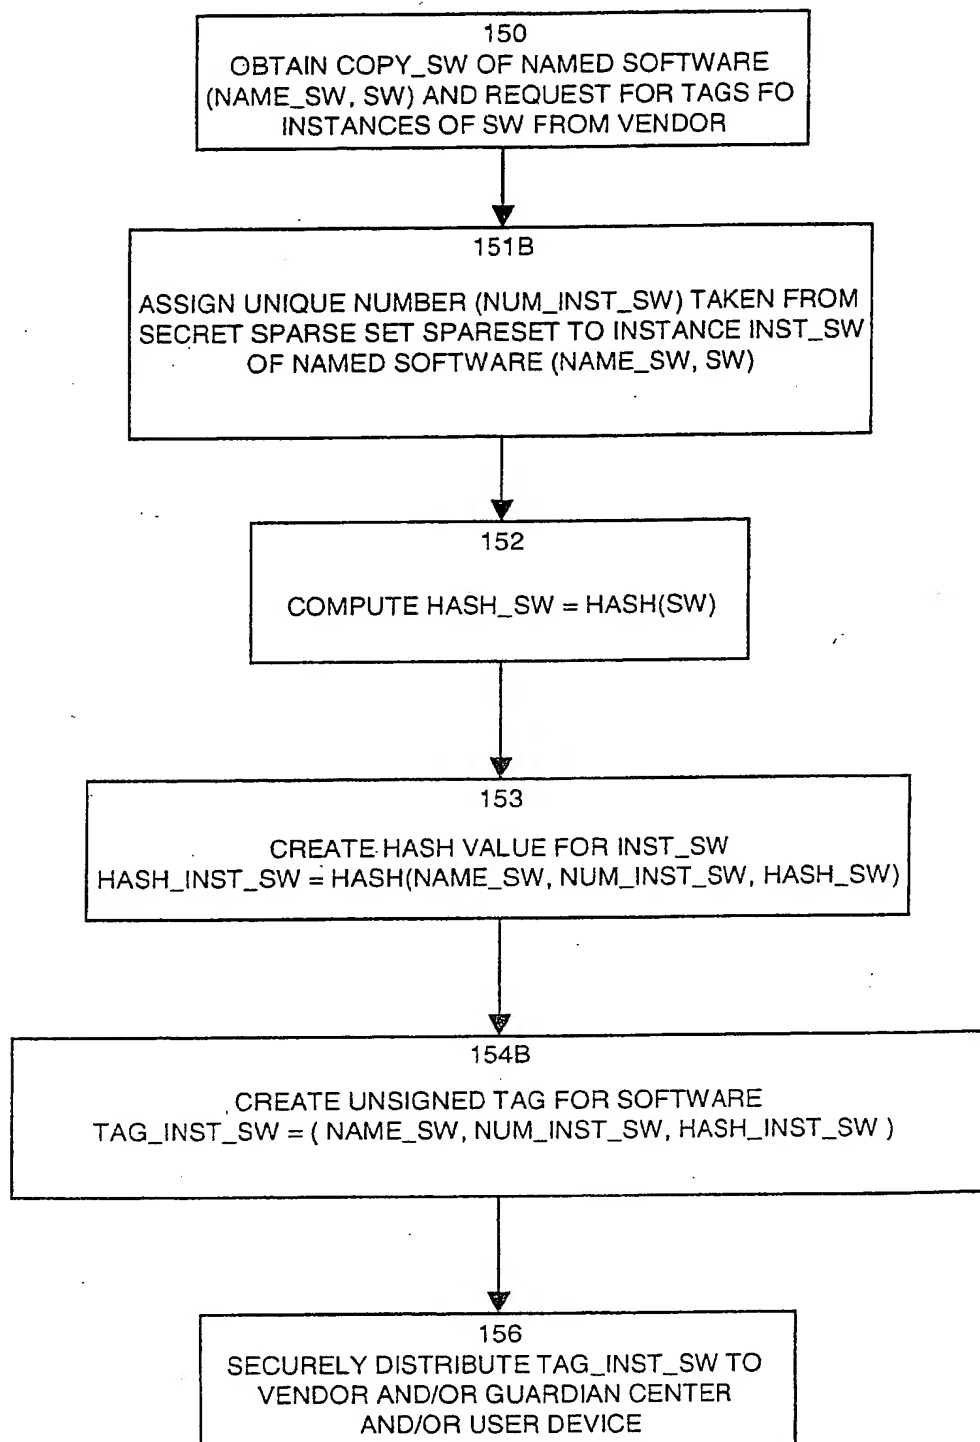 150
OBTAIN COPY_SW OF NAMED SOFTWARE
(NAME_SW, SW) AND REQUEST FOR TAGS FO
INSTANCES OF SW FROM VENDOR
151B
ASSIGN UNIQUE NUMBER (NUM_INST_SW) TAKEN FROM
SECRET SPARSE SET SPARESET TO INSTANCE INST_SW
OF NAMED SOFTWARE (NAME_SW, SW)
152
COMPUTE HASH_SW = HASH(SW)
153
CREATE HASH VALUE FOR INST_SW
HASH_INST_SW = HASH(NAME_SW, NUM_INST_SW, HASH_SW)
154B
CREATE UNSIGNED TAG FOR SOFTWARE
TAG_INST_SW = ( NAME_SW, NUM_INST_SW, HASH_INST_SW )
156
SECURELY DISTRIBUTE TAG_INST_SW TO
VENDOR AND/OR GUARDIAN CENTER
AND/OR USER DEVICE